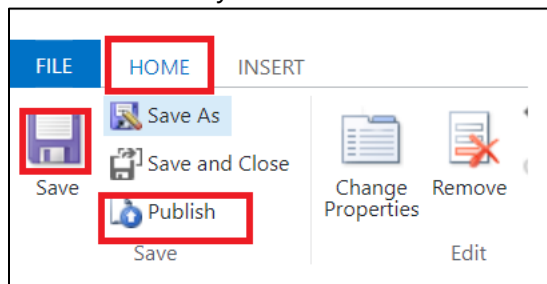 FILE HOME INSERT
Save As
Save and Close
Save Change Remove
Publish Properties
Save Edit